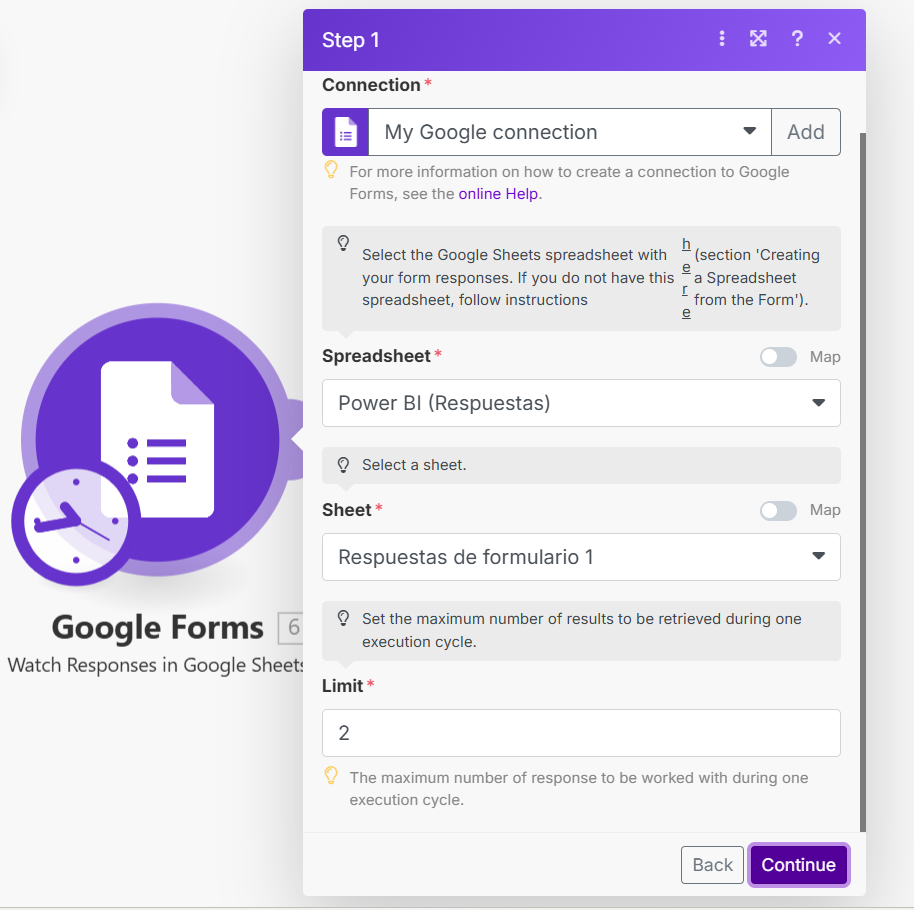 Step 1
?
Connection *
My Google connection
Add
For more information on how to create a connection to Google
Forms, see the online Help.
Select the Google Sheets spreadsheet with
your form responses. If you do not have this
spreadsheet, follow instructions
h
e
r
e
(section 'Creating
a Spreadsheet
from the Form').
Spreadsheet *
Map
Power BI (Respuestas)
Select a sheet.
Sheet *
Map
Respuestas de formulario 1
Set the maximum number of results to be retrieved during one
execution cycle.
Limit *
2
The maximum number of response to be worked with during one
execution cycle.
Back
Continue
Google Forms
6
Watch Responses in Google Sheets